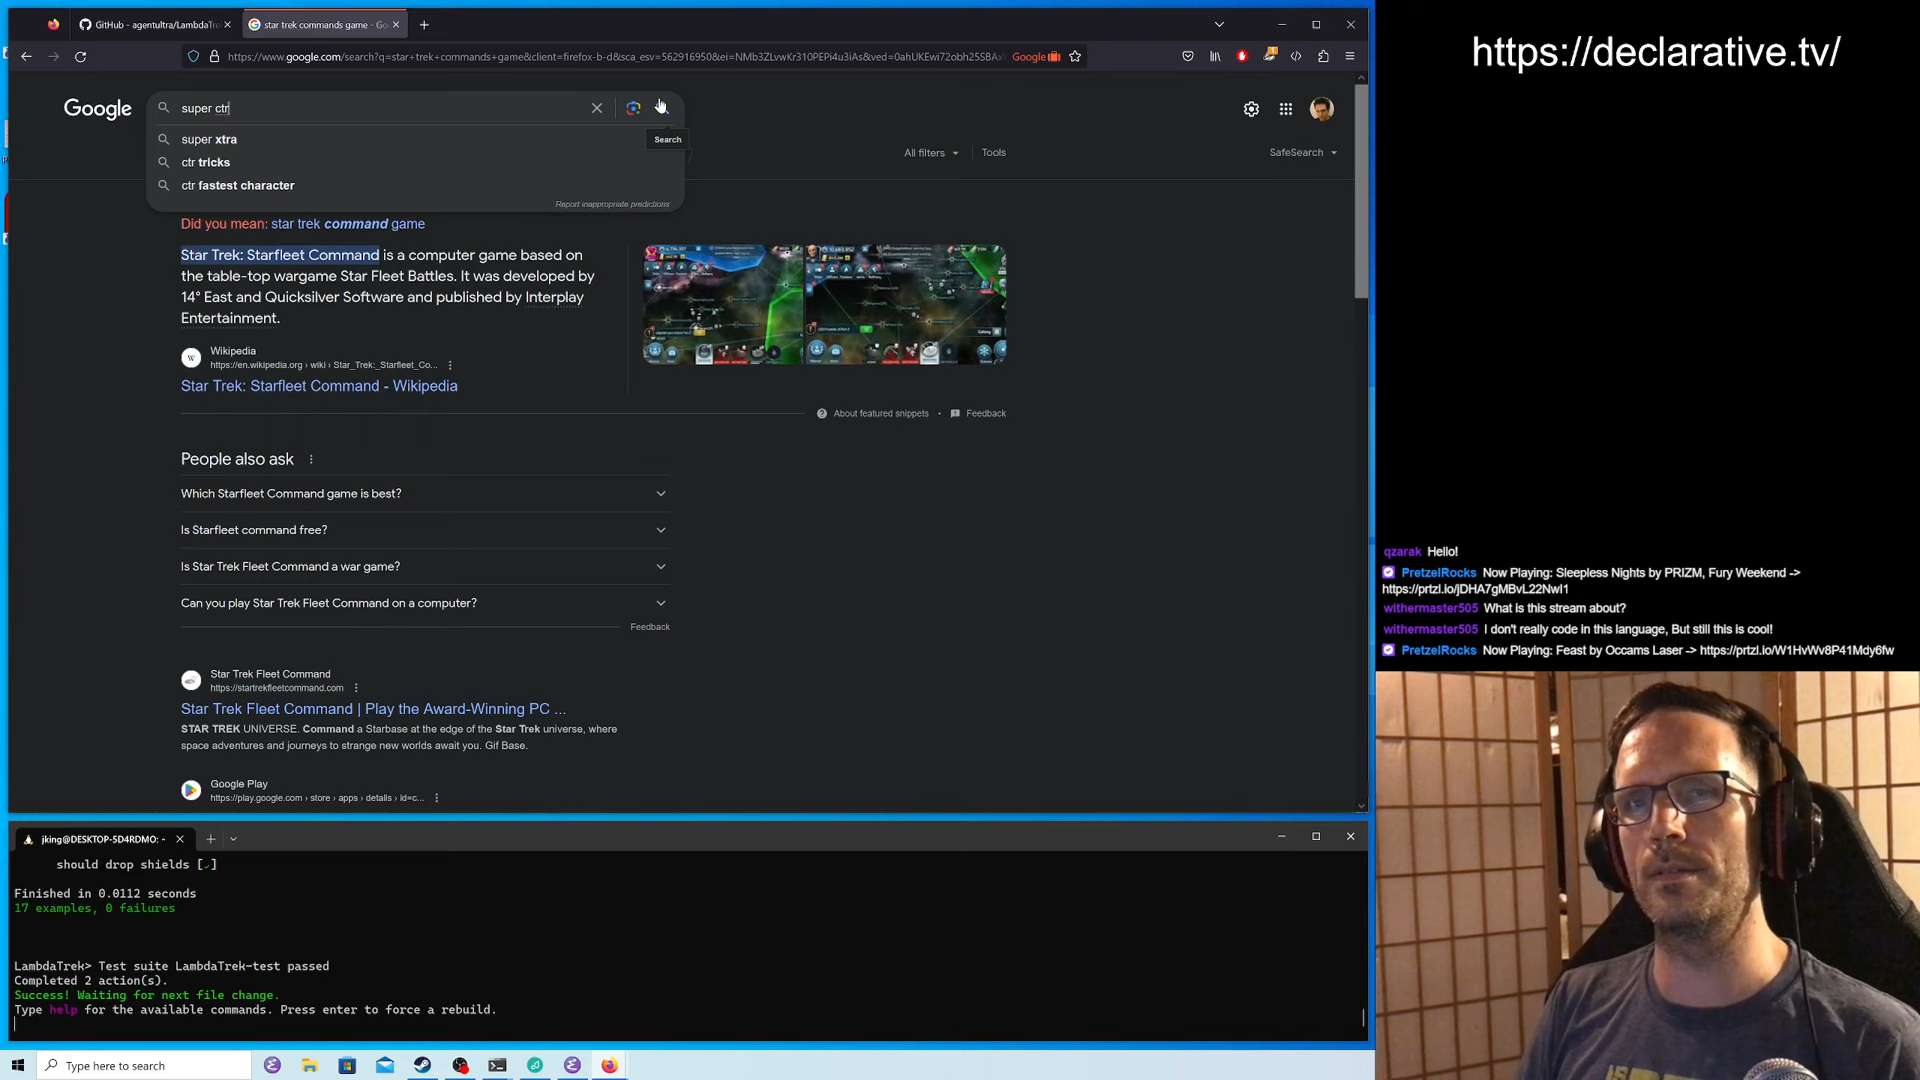 GitHub - agentultra/LambdaTre
star trek commands game - Go
https://www.google.com/search?q=star+trek+commands+game&client=firefox-b-d&sca_esv=562916950&ei=NMb3ZLvwKr310PEPi4u3iAs&ved=0ahUKEwi72obh25SBAx
Google
Google
super ctr
super xtra
ctr tricks
ctr fastest character
Report inappropriate predictions
Search
All filters
Tools
SafeSearch
Did you mean: star trek command game
Star Trek: Starfleet Command is a computer game based on
the table-top wargame Star Fleet Battles. It was developed by
14° East and Quicksilver Software and published by Interplay
Entertainment.
W
Wikipedia
https://en.wikipedia.org › wiki › Star_Trek:_Starfleet_Co...
Star Trek: Starfleet Command - Wikipedia
About featured snippets
•
Feedback
People also ask
Which Starfleet Command game is best?
Is Starfleet command free?
Is Star Trek Fleet Command a war game?
Can you play Star Trek Fleet Command on a computer?
Feedback
Star Trek Fleet Command
https://startrekfleetcommand.com
Star Trek Fleet Command | Play the Award-Winning PC ...
STAR TREK UNIVERSE. Command a Starbase at the edge of the Star Trek universe, where
space adventures and journeys to strange new worlds await you. Gif Base.
Google Play
https://play.google.com › store › apps › details › id=c...
jking@DESKTOP-5D4RDMO: ~
should drop shields [✓]
Finished in 0.0112 seconds
17 examples, 0 failures
LambdaTrek> Test suite LambdaTrek-test passed
Completed 2 action(s).
Success! Waiting for next file change.
Type help for the available commands. Press enter to force a rebuild.
Type here to search
https://declarative.tv/
qzarak Hello!
PretzelRocks Now Playing: Sleepless Nights by PRIZM, Fury Weekend ->
https://prtzl.io/jDHA7gMBvL22NwI1
withermaster505 What is this stream about?
withermaster505 I don't really code in this language, But still this is cool!
PretzelRocks Now Playing: Feast by Occams Laser -> https://prtzl.io/W1HvWv8P41Mdy6fw